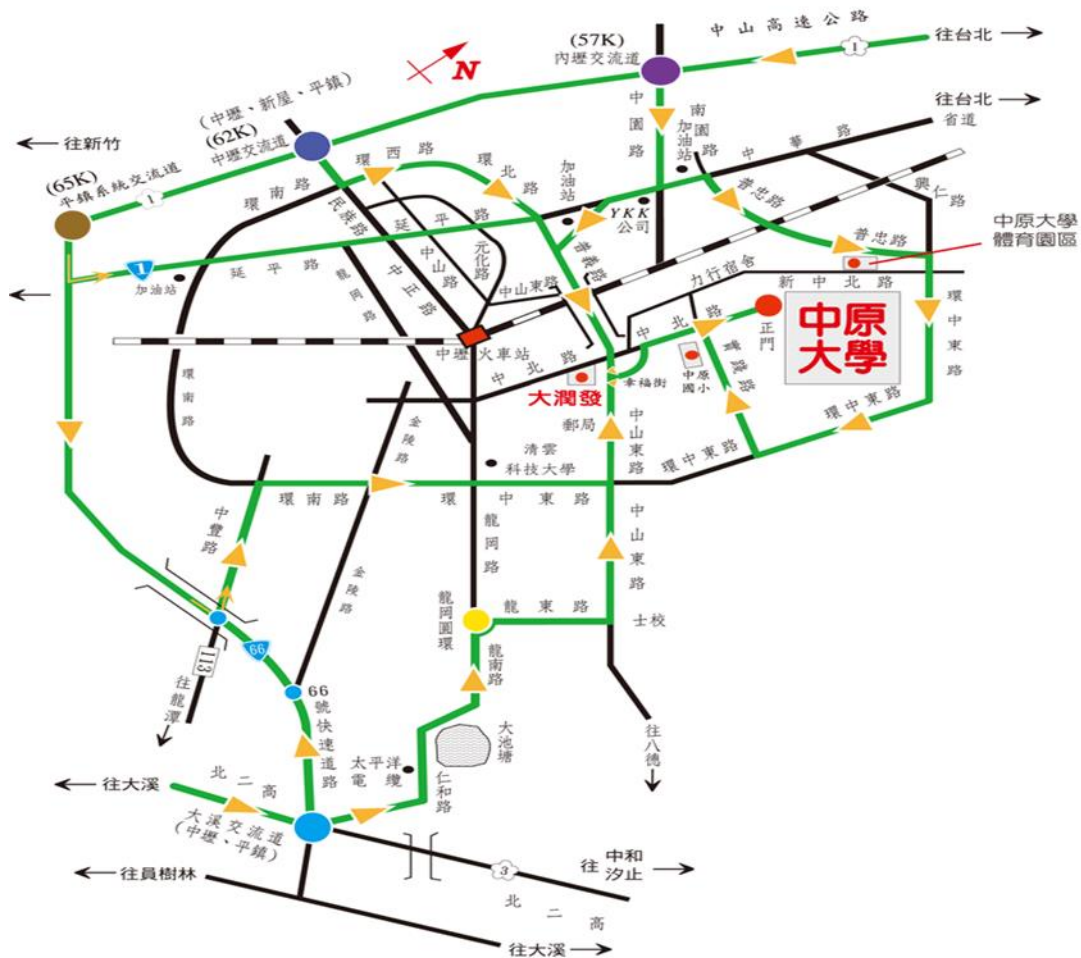 中山高速公路
1
往台北
(57K)
內壢交流道
N
往台北
省道
(中壢、新屋、平鎮)
(62K)
中壢交流道
往新竹
(65K)
平鎮系統交流道
1
環南路
環西路
環北路
加油站
中園路
南園路
加油站
中華路
興仁路
YKK
公司
普忠路
普忠路
中原大學
體育園區
民族路
延平路
中山路
元化路
普義路
力行宿舍
新中北路
1
延平路
加油站
龍岡路
中正路
中山東路
中壢火車站
中北路
中北路
正門
中原
大學
環中東路
實踐路
中原
國小
幸福街
大潤發
郵局
中山東路
環中東路
環中東路
環南路
金陵路
清雲
科技大學
環南路
環中東路
中豐路
龍岡路
中山東路
金陵路
龍岡圓環
龍東路
士校
龍南路
66
113
往龍潭
66
號快速道路
大池塘
往八德
太平洋
電纜
仁和路
往大溪
北二高
大溪交流道
(中壢、平鎮)
3
往 中和
汐止
往員樹林
北二高
往大溪